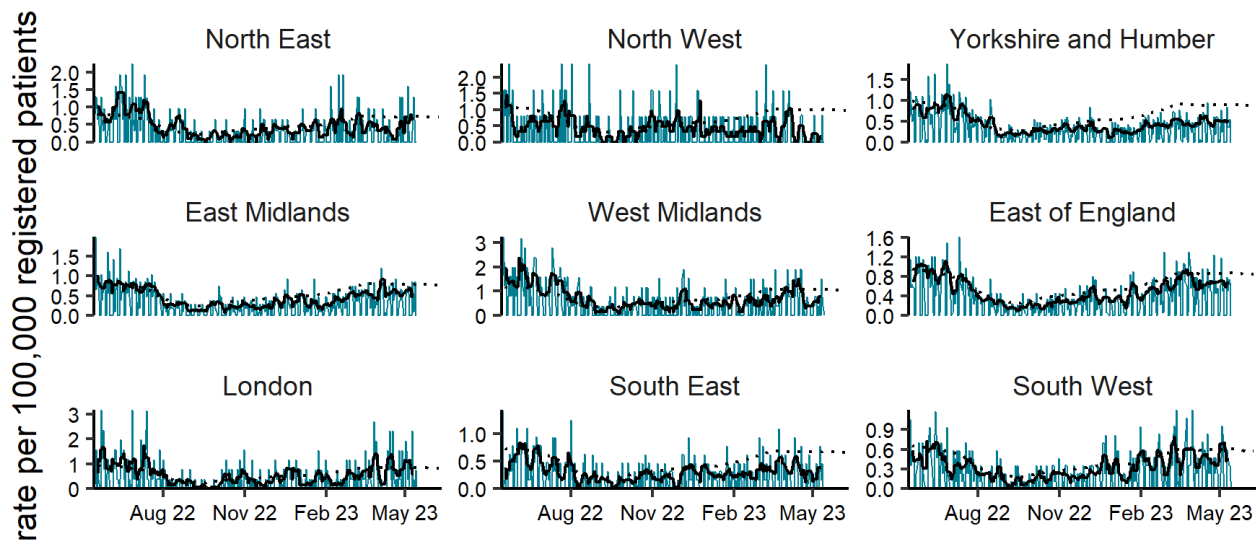 rate per 100,000 registered patients
North East
North West
Yorkshire and Humber
2.0
1.5
1.0
0.5
0.0
2.0
1.5
1.0
0.5
0.0
1.5
1.0
0.5
0.0
East Midlands
West Midlands
East of England
1.5
1.0
0.5
0.0
3
2
1
0
1.6
1.2
0.8
0.4
0.0
London
South East
South West
3
2
1
0
1.0
0.5
0.0
0.9
0.6
0.3
0.0
Aug 22 Nov 22 Feb 23 May 23
Aug 22 Nov 22 Feb 23 May 23
Aug 22 Nov 22 Feb 23 May 23